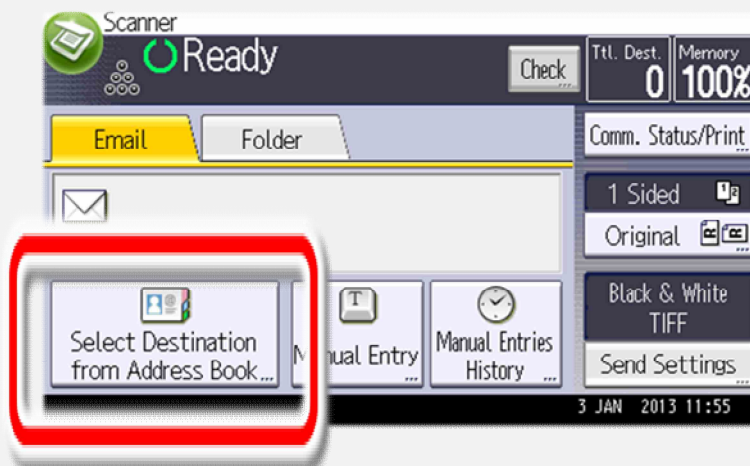 Scanner
Ready
Check
Ttl. Dest.
0
Memory
100%
Email
Folder
Comm. Status/Print
1 Sided
Original
Select Destination
from Address Book
Manual Entry
Manual Entries
History
Black & White
TIFF
Send Settings
3 JAN 2013 11:55